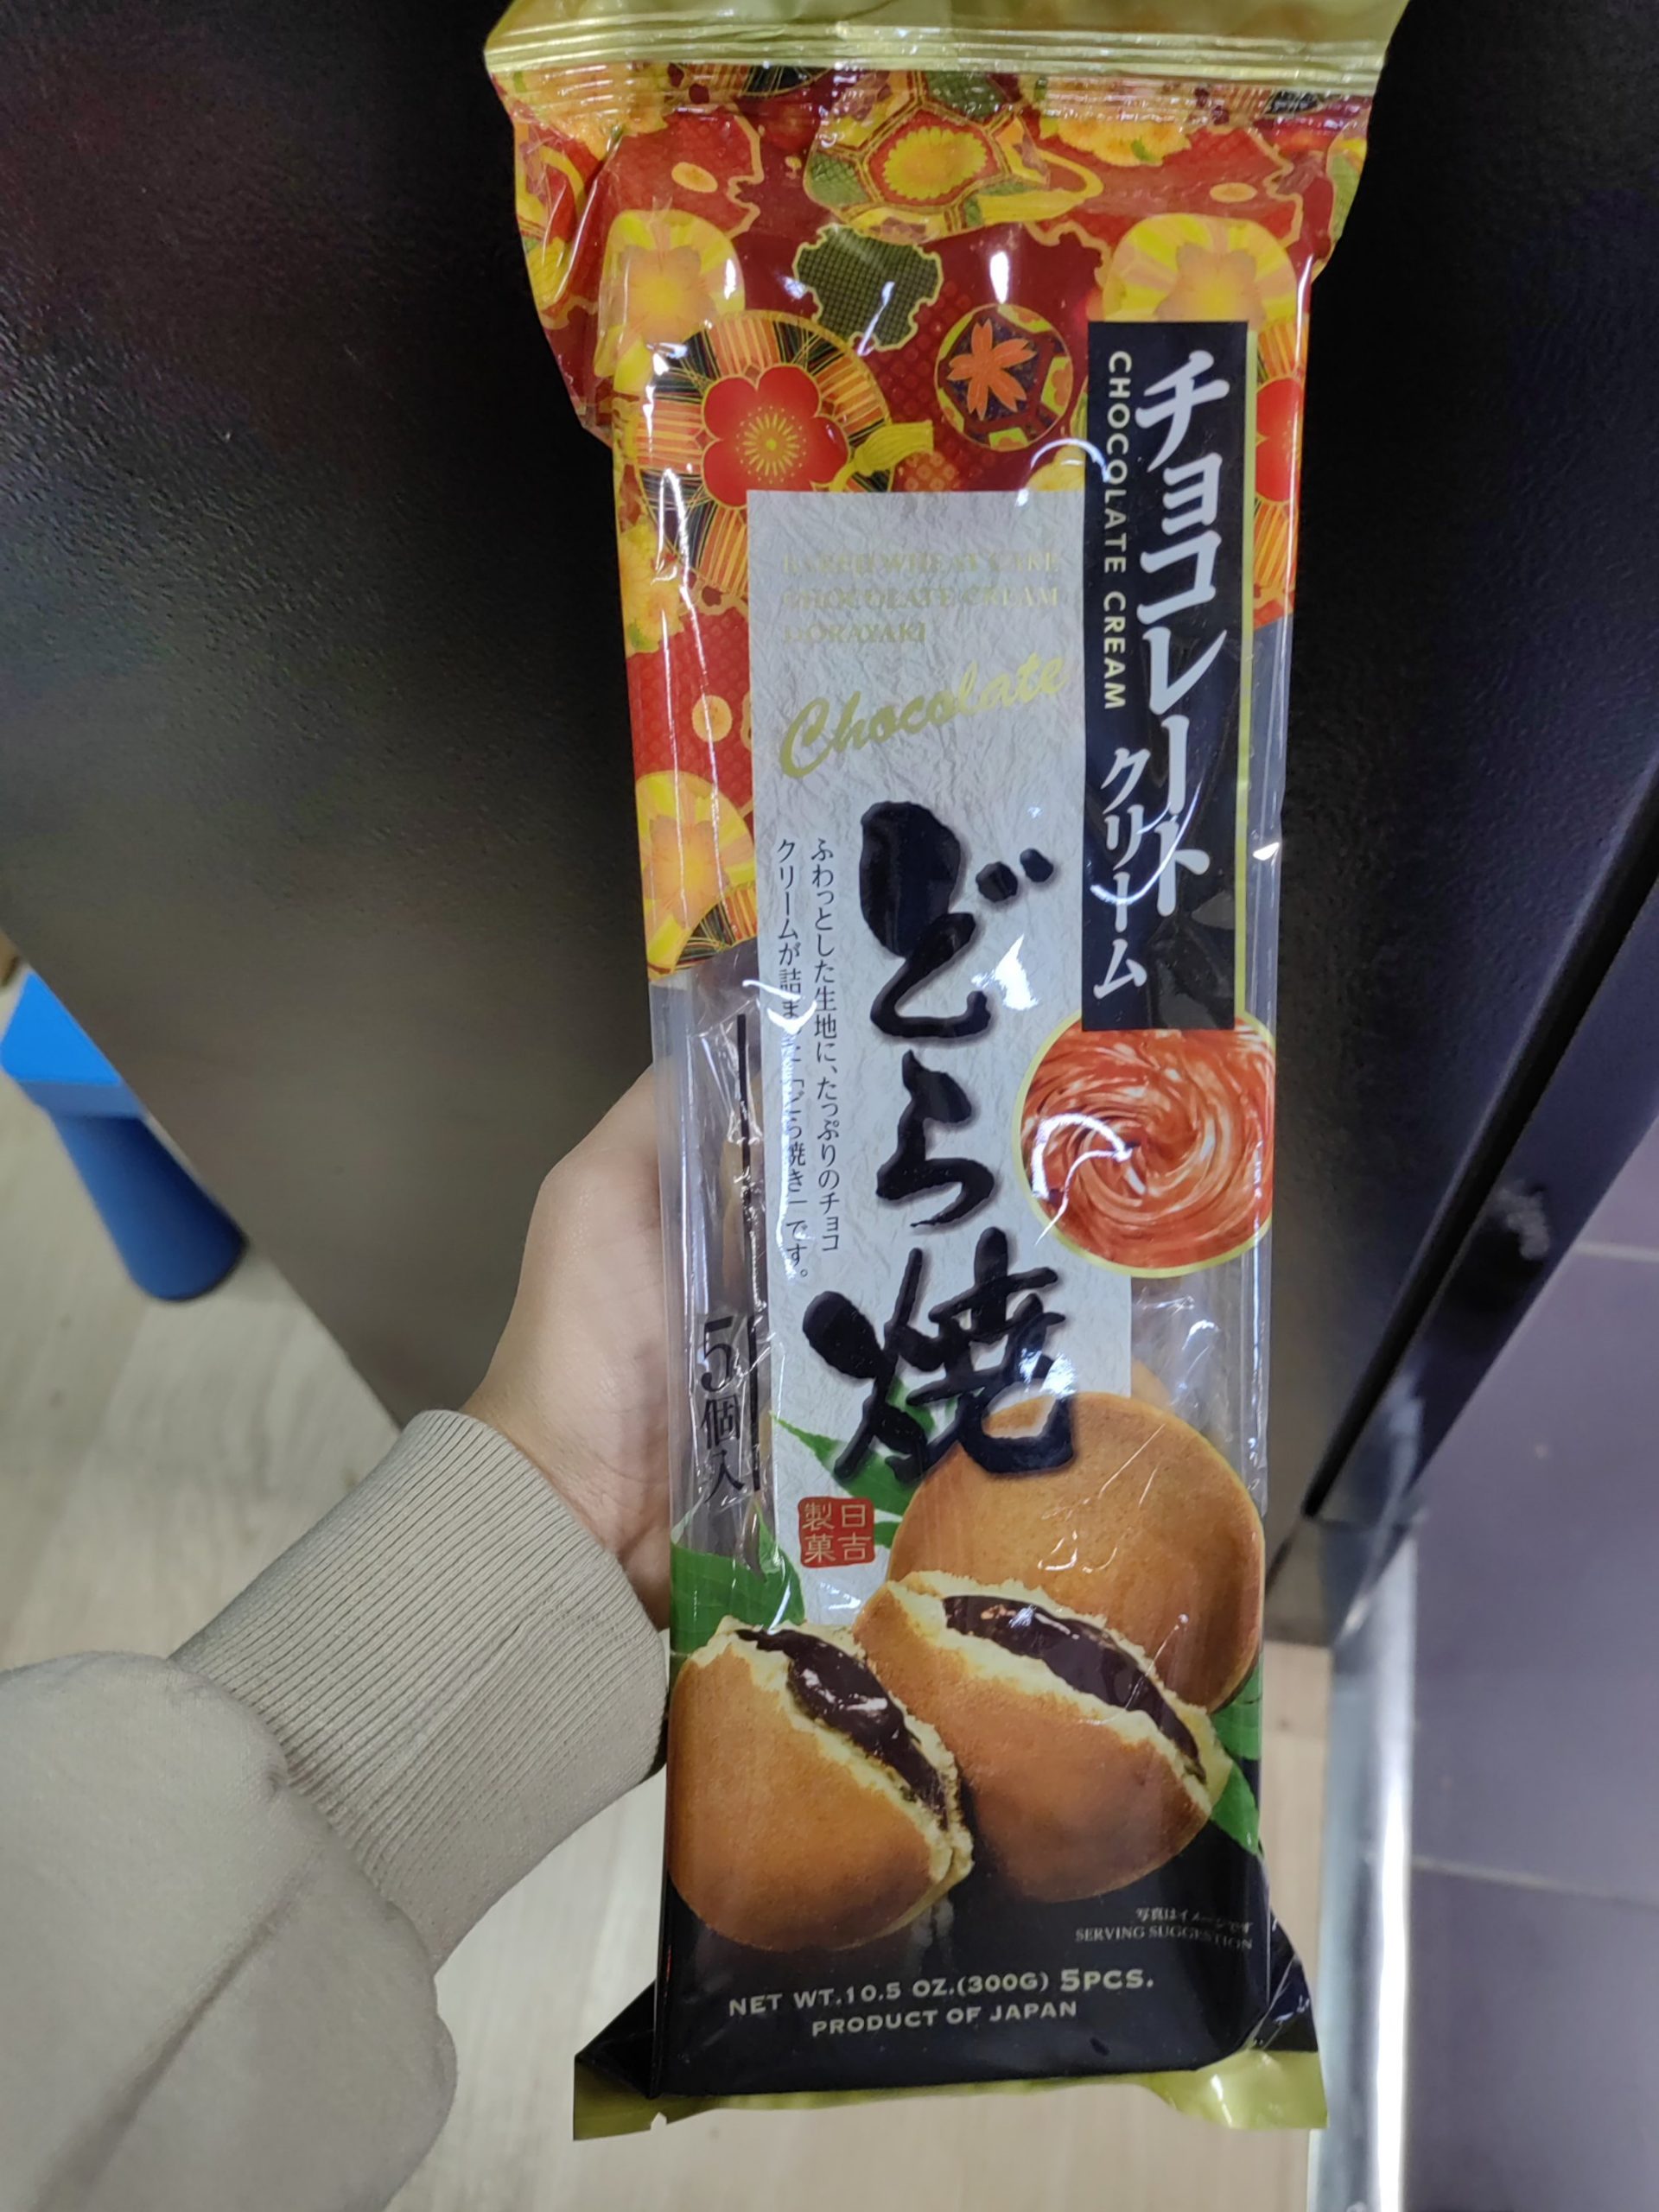 チョコレートクリーム
CHOCOLATE CREAM
BAKED WHEAT CAKE
CHOCOLATE CREAM
DORAYAKI
Chocolate
どら焼
ふわっとした生地に、たっぷりのチョコ
クリームが詰まった「どら焼き」です。
5個入
日吉
製菓
写真はイメージです
SERVING SUGGESTION
NET WT.10.5 OZ.(300G) 5PCS.
PRODUCT OF JAPAN